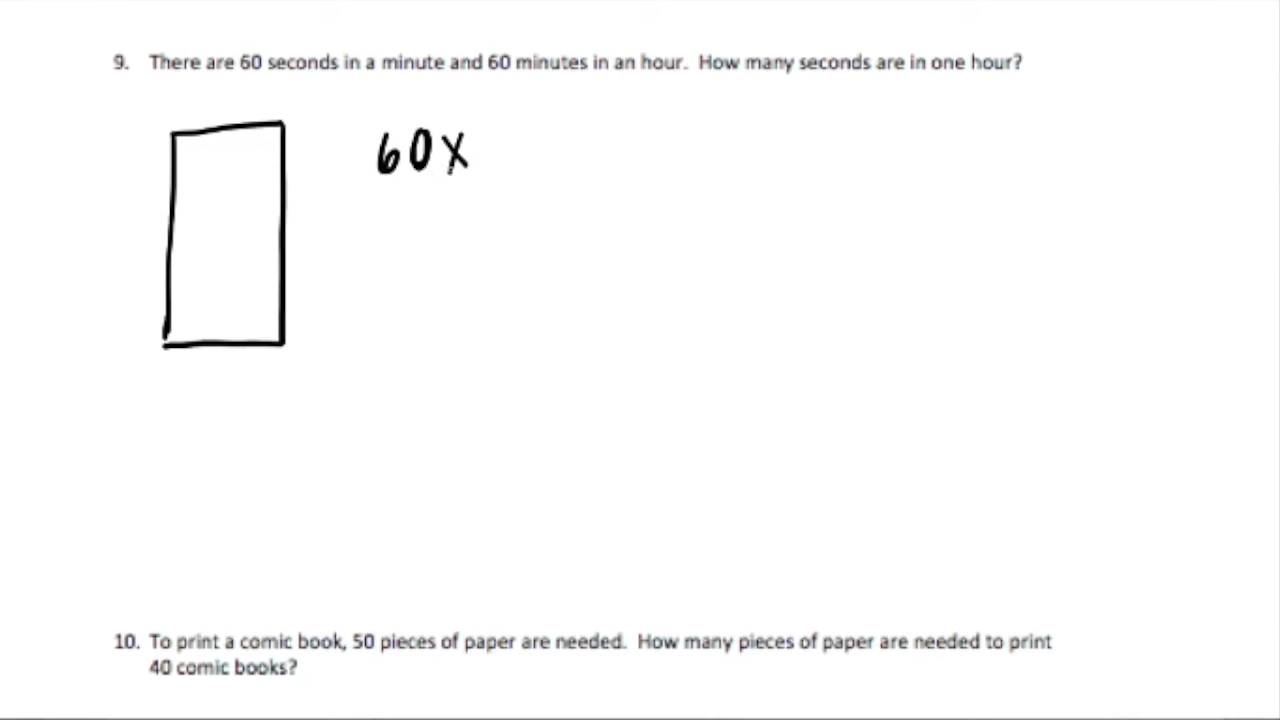 9. There are 60 seconds in a minute and 60 minutes in an hour. How many seconds are in one hour?
60 X
10. To print a comic book, 50 pieces of paper are needed. How many pieces of paper are needed to print
40 comic books?